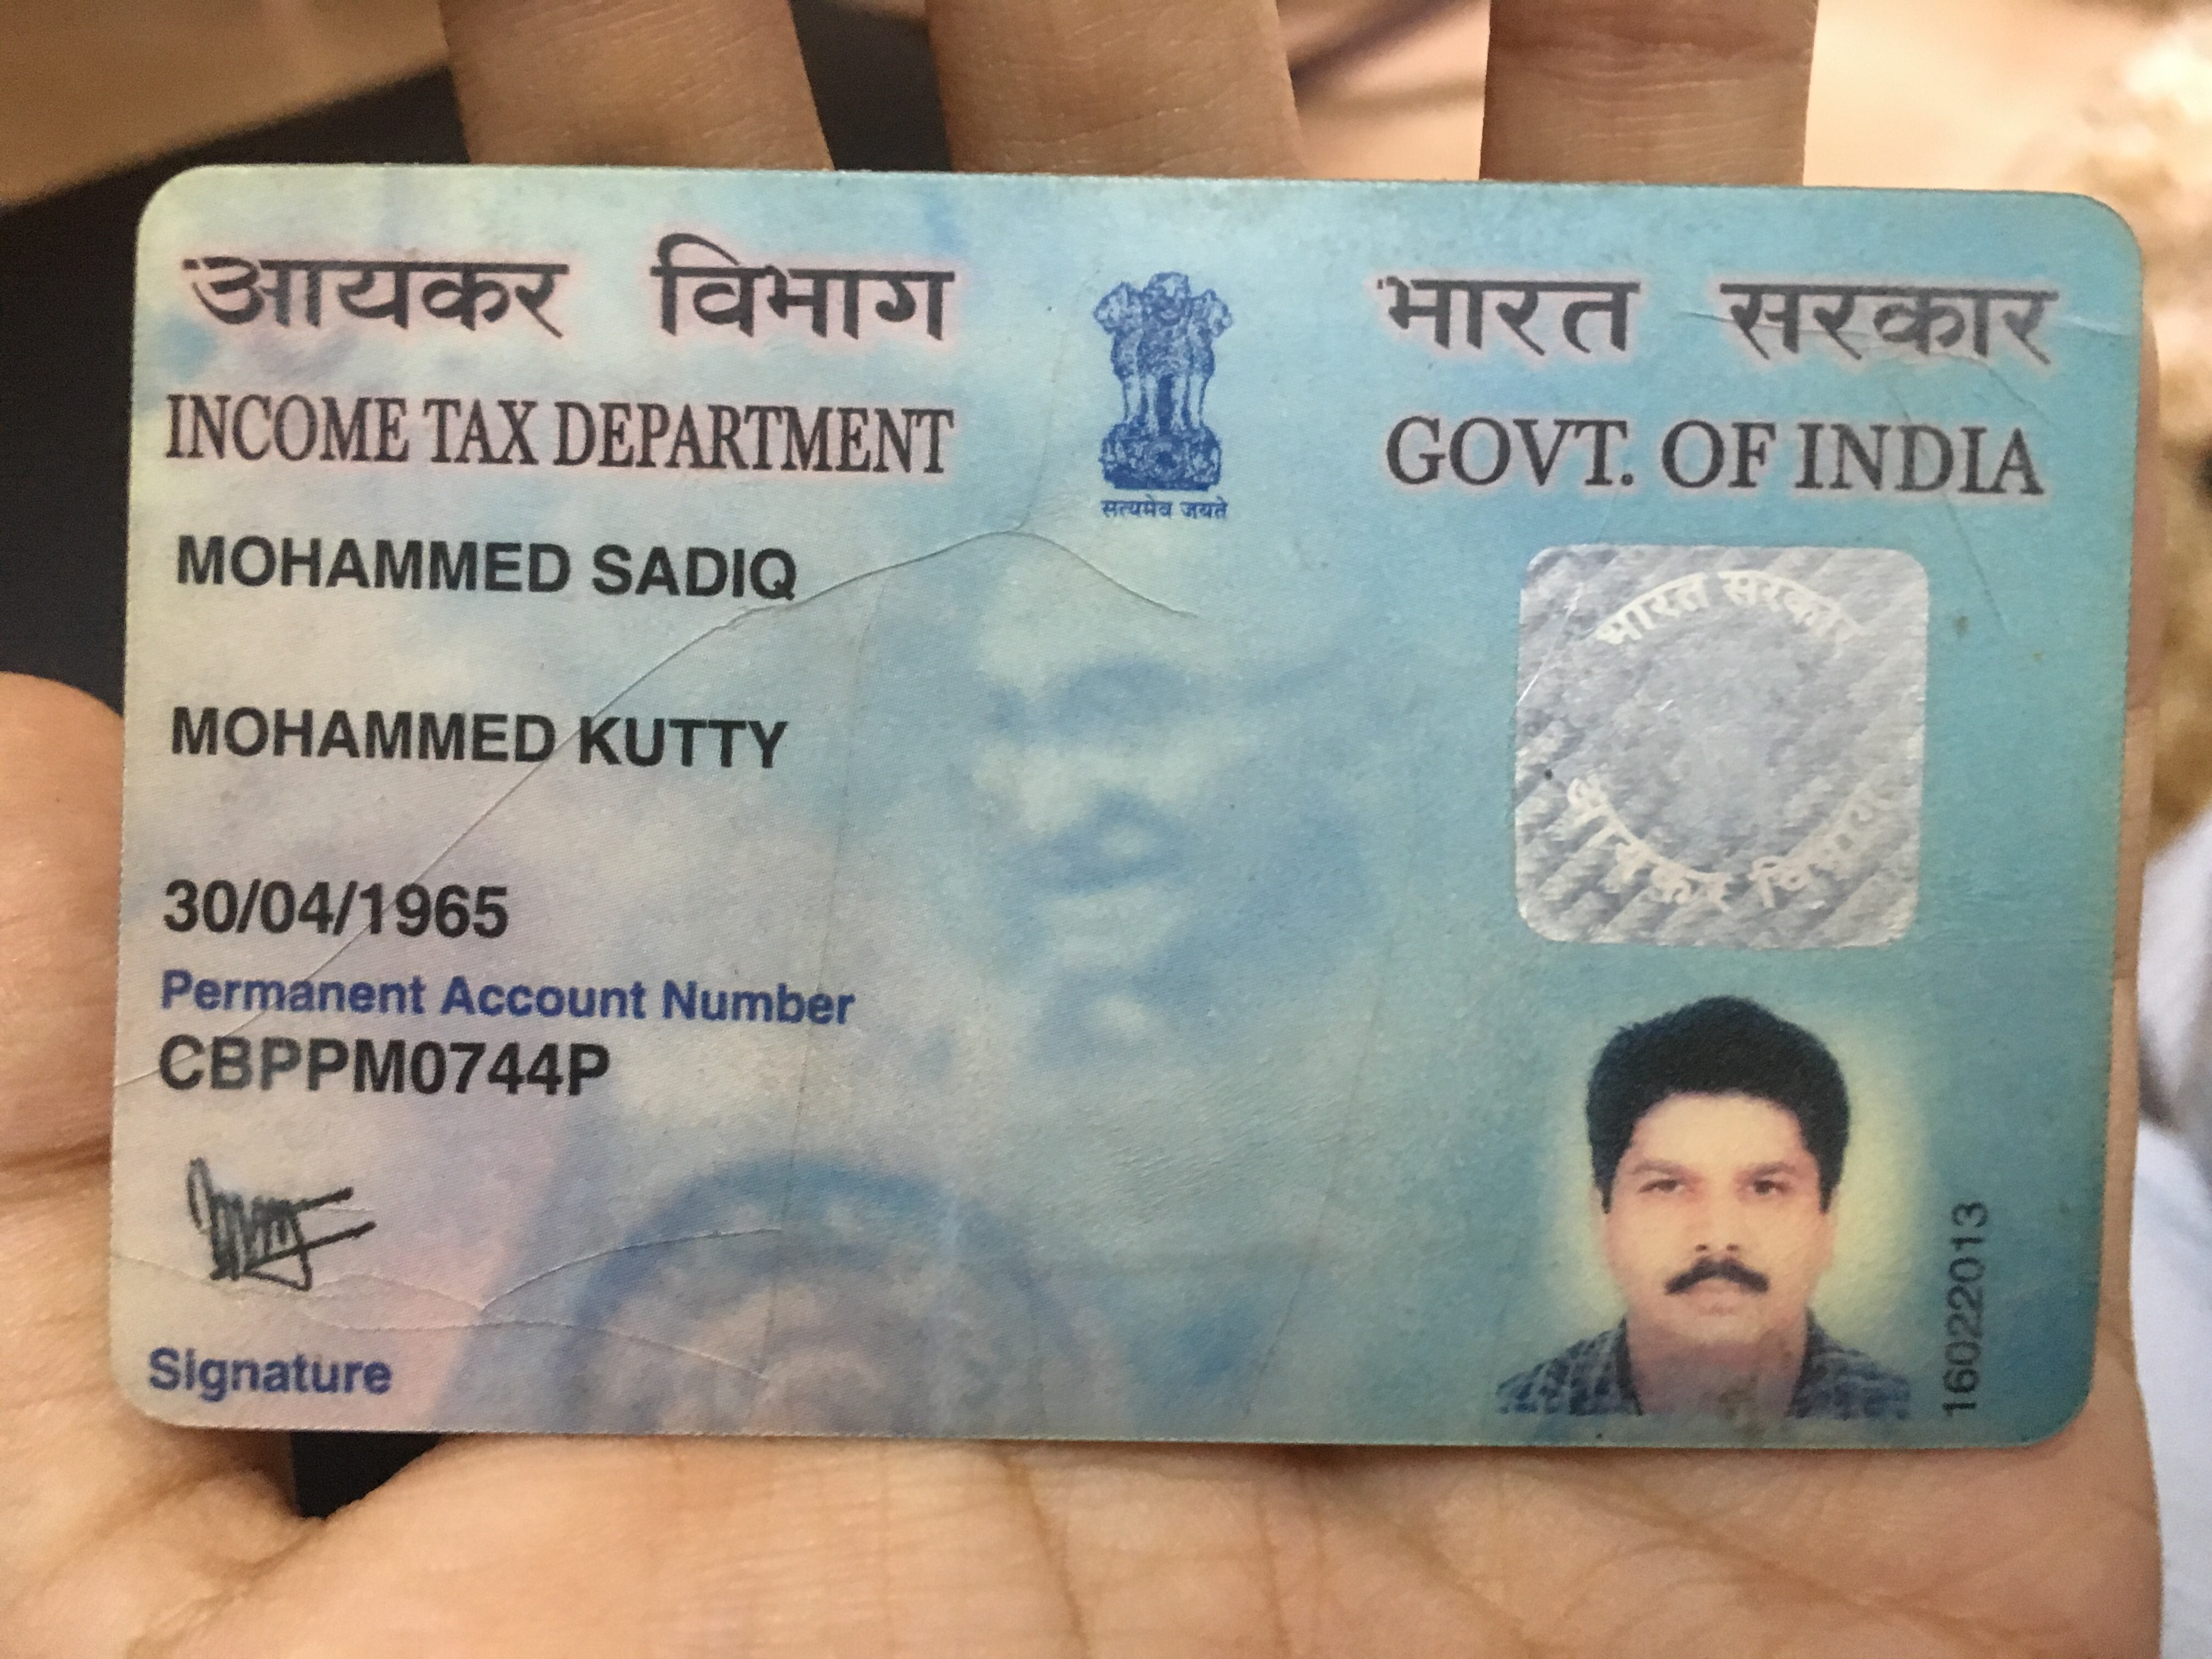 आयकर विभाग
भारत सरकार
INCOME TAX DEPARTMENT
GOVT. OF INDIA
सत्यमेव जयते
MOHAMMED SADIQ
भारत सरकार
MOHAMMED KUTTY
आयकर विभाग
30/04/1965
Permanent Account Number
CBPPM0744P
Signature
16022013